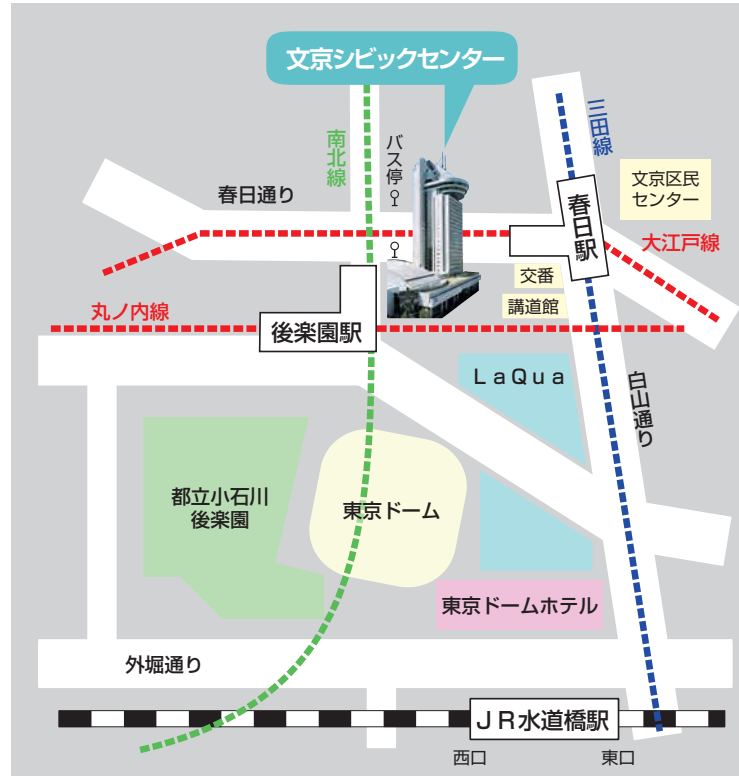 文京シビックセンター
三田線
南北線
バス停
文京区民
センター
春日通り
春日駅
大江戸線
交番
講道館
丸ノ内線
後楽園駅
ＬａＱｕａ
白山通り
都立小石川
後楽園
東京ドーム
東京ドームホテル
外堀通り
ＪＲ水道橋駅
西口
東口